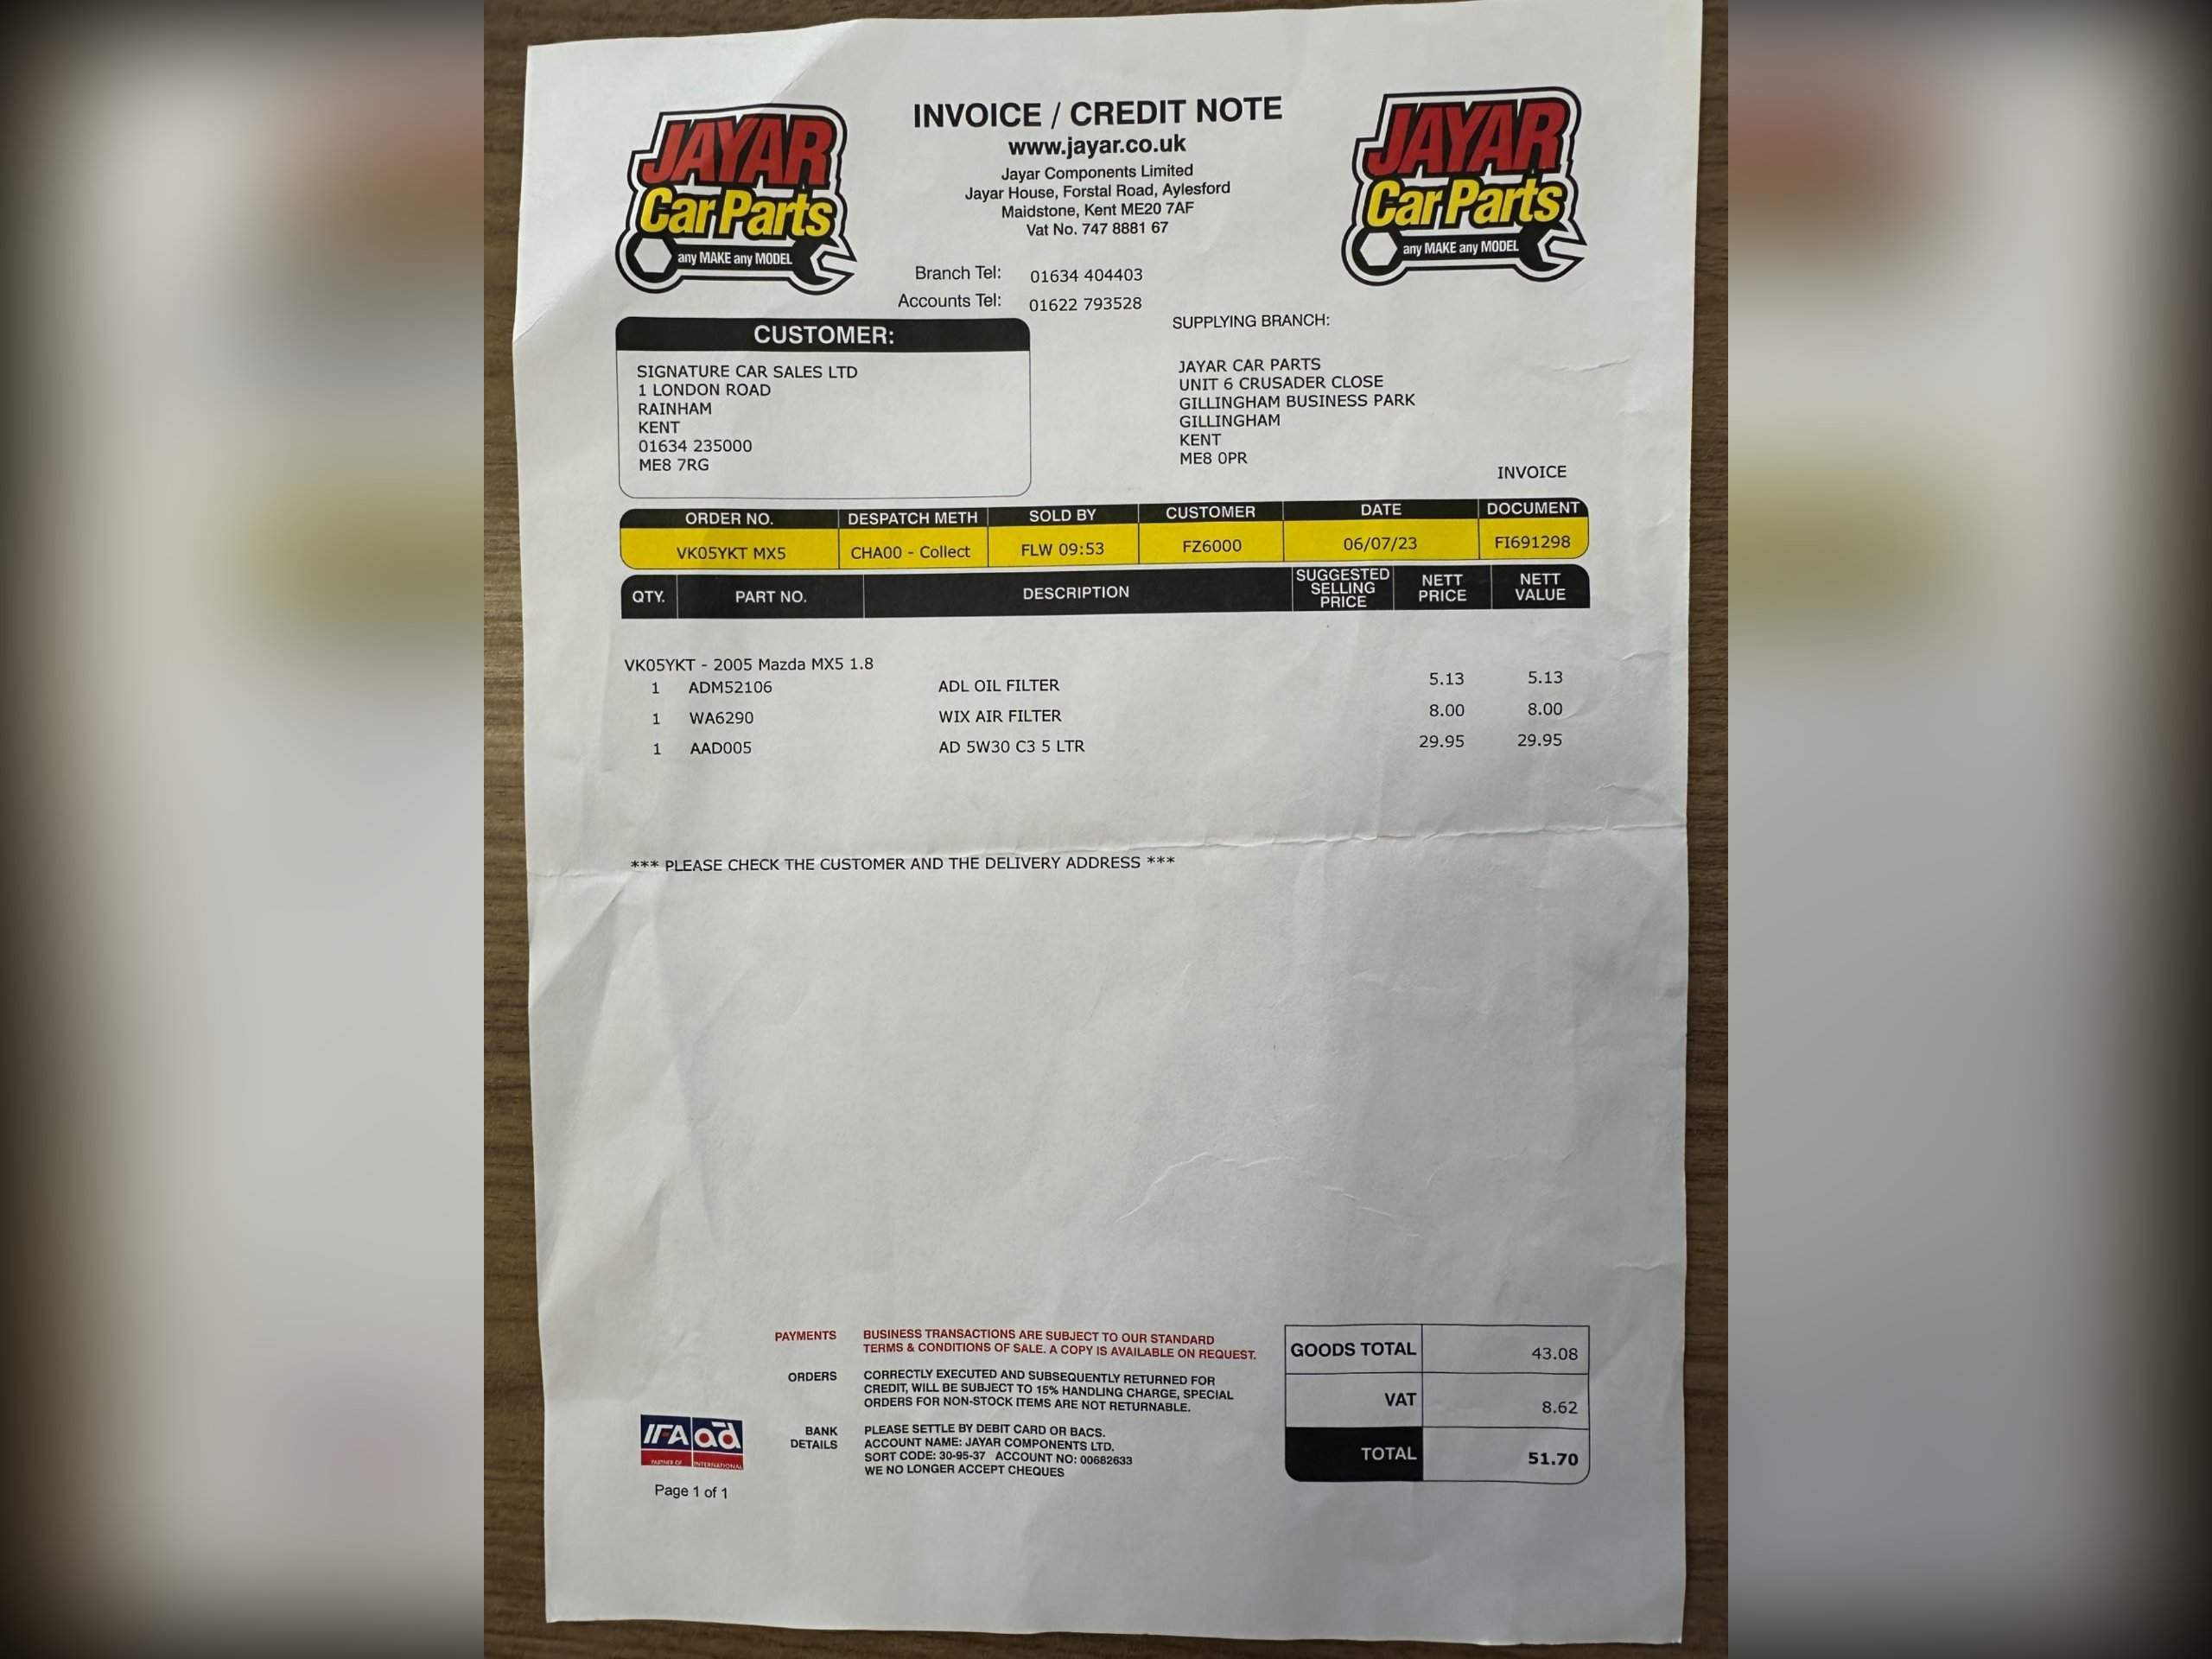 JAYAR
Car Parts
any MAKE any MODEL
INVOICE / CREDIT NOTE
www.jayar.co.uk
Jayar Components Limited
Jayar House, Forstal Road, Aylesford
Maidstone, Kent ME20 7AF
Vat No. 747 8881 67
Branch Tel: 01634 404403
Accounts Tel: 01622 793528
JAYAR
Car Parts
any MAKE any MODEL
CUSTOMER:
SIGNATURE CAR SALES LTD
1 LONDON ROAD
RAINHAM
KENT
01634 235000
ME8 7RG
SUPPLYING BRANCH:
JAYAR CAR PARTS
UNIT 6 CRUSADER CLOSE
GILLINGHAM BUSINESS PARK
GILLINGHAM
KENT
ME8 0PR
INVOICE
ORDER NO. DESPATCH METH SOLD BY CUSTOMER DATE DOCUMENT
VK05YKT MX5 CHA00 - Collect FLW 09:53 FZ6000 06/07/23 FI691298
QTY. PART NO. DESCRIPTION SUGGESTED SELLING PRICE NETT PRICE NETT VALUE
VK05YKT - 2005 Mazda MX5 1.8
1 ADM52106 ADL OIL FILTER 5.13 5.13
1 WA6290 WIX AIR FILTER 8.00 8.00
1 AAD005 AD 5W30 C3 5 LTR 29.95 29.95
*** PLEASE CHECK THE CUSTOMER AND THE DELIVERY ADDRESS ***
PAYMENTS BUSINESS TRANSACTIONS ARE SUBJECT TO OUR STANDARD
TERMS & CONDITIONS OF SALE. A COPY IS AVAILABLE ON REQUEST.
ORDERS CORRECTLY EXECUTED AND SUBSEQUENTLY RETURNED FOR
CREDIT, WILL BE SUBJECT TO 15% HANDLING CHARGE, SPECIAL
ORDERS FOR NON-STOCK ITEMS ARE NOT RETURNABLE.
BANK DETAILS PLEASE SETTLE BY DEBIT CARD OR BACS.
ACCOUNT NAME: JAYAR COMPONENTS LTD.
SORT CODE: 30-95-37 ACCOUNT NO: 00682633
WE NO LONGER ACCEPT CHEQUES
GOODS TOTAL 43.08
VAT 8.62
TOTAL 51.70
IFA ad
PARTNER OF INTERNATIONAL
Page 1 of 1